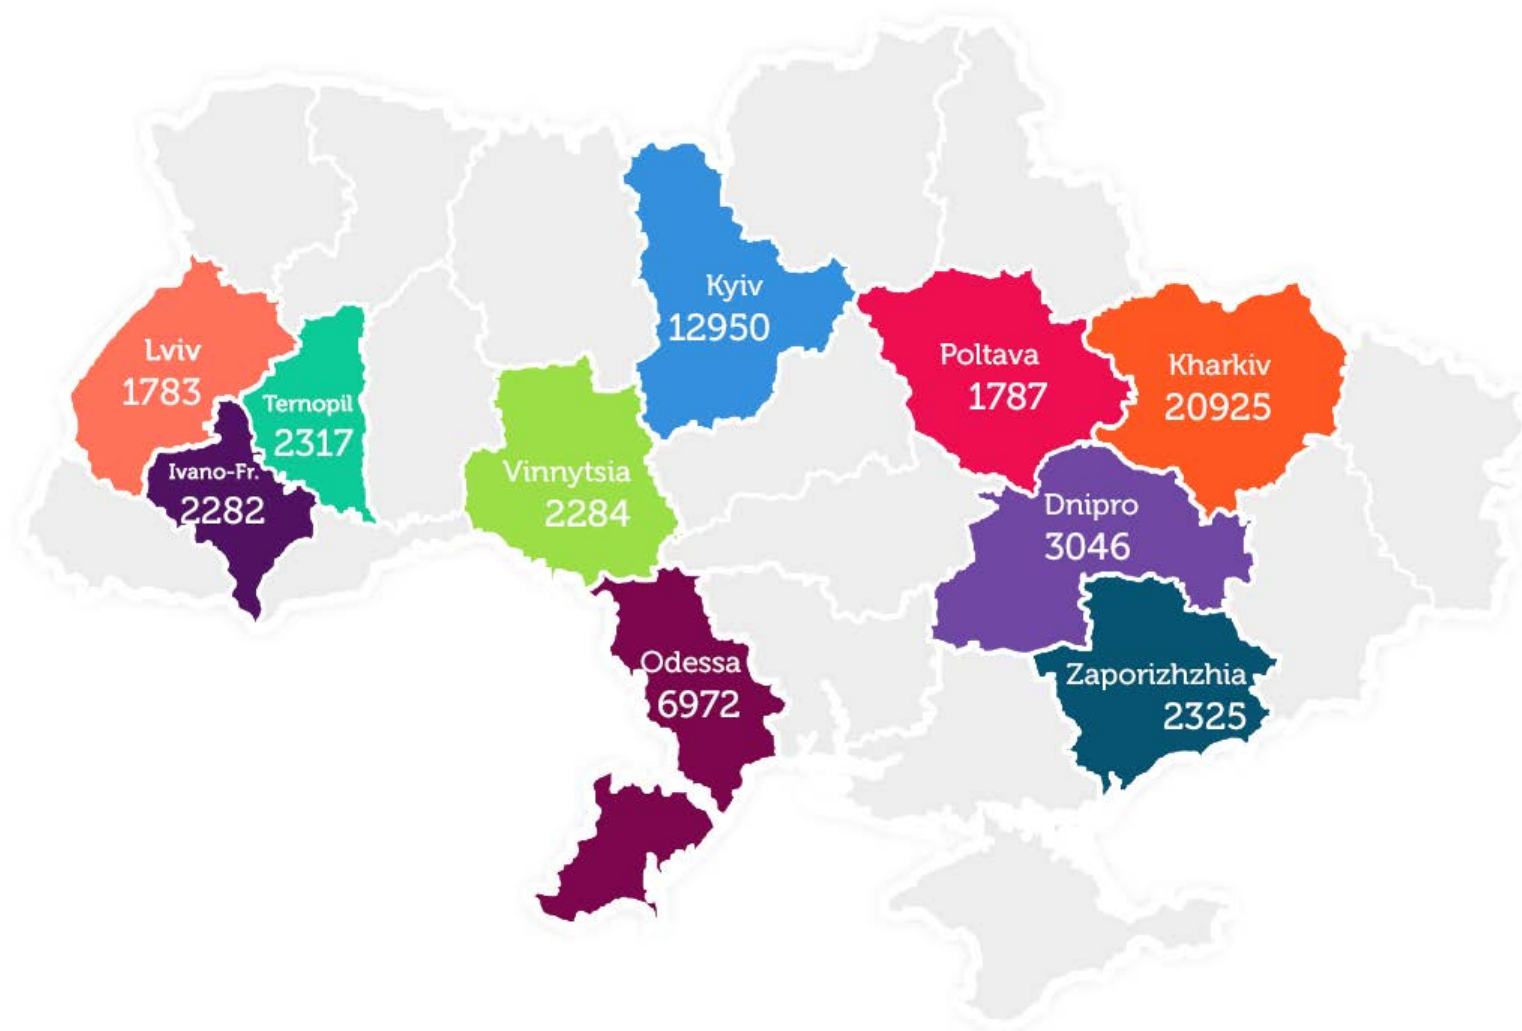 Kyiv
12950
Lviv
1783
Poltava
1787
Kharkiv
20925
Ternopil
2317
Ivano-Fr.
2282
Vinnytsia
2284
Dnipro
3046
Odessa
6972
Zaporizhzhia
2325